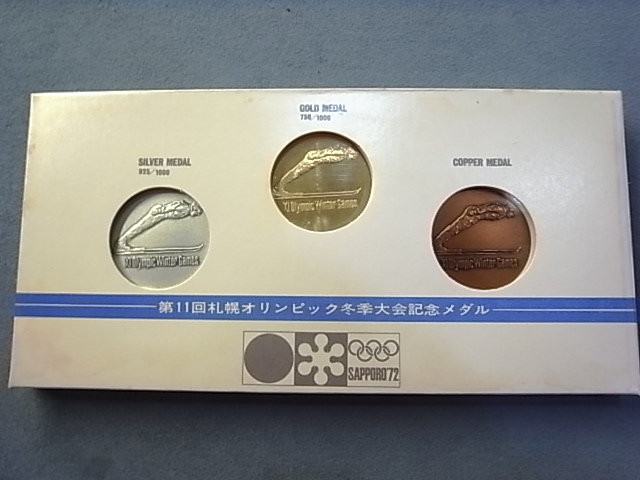 GOLD MEDAL
750/1000
SILVER MEDAL
925/1000
COPPER MEDAL
XI Olympic Winter Games
XI Olympic Winter Games
XI Olympic Winter Games
第11回札幌オリンピック冬季大会記念メダル
SAPPORO'72